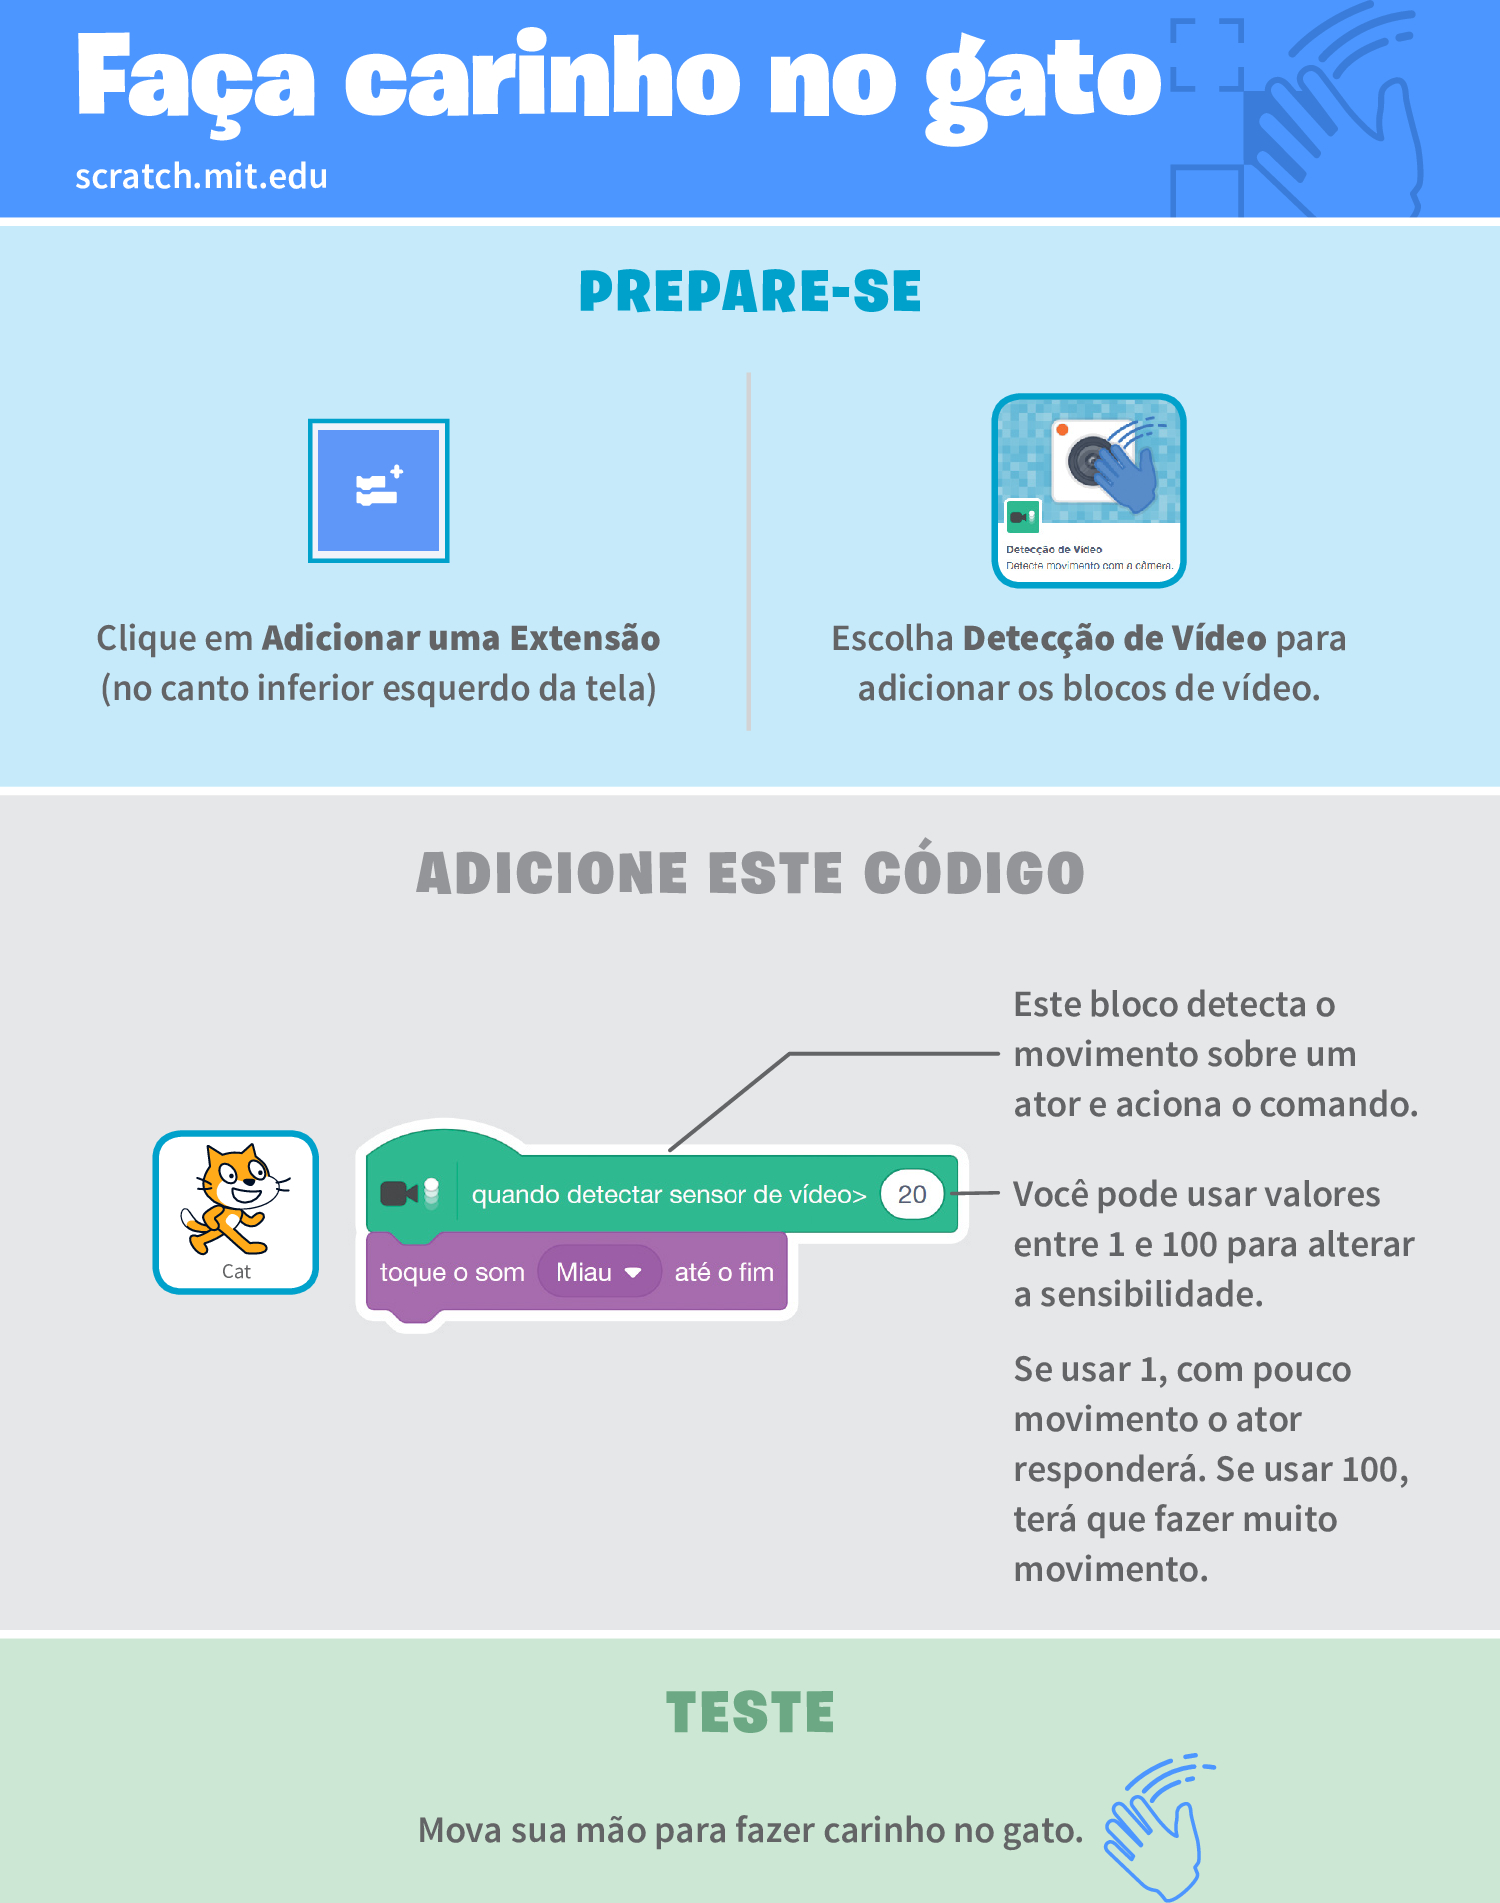 Faça carinho no gato
scratch.mit.edu
PREPARE-SE
Detecção de Vídeo
Detecte movimento com a câmera.
Clique em Adicionar uma Extensão
(no canto inferior esquerdo da tela)
Escolha Detecção de Vídeo para
adicionar os blocos de vídeo.
ADICIONE ESTE CÓDIGO
Este bloco detecta o
movimento sobre um
ator e aciona o comando.
Cat
quando detectar sensor de vídeo> 20
toque o som Miau até o fim
Você pode usar valores
entre 1 e 100 para alterar
a sensibilidade.
Se usar 1, com pouco
movimento o ator
responderá. Se usar 100,
terá que fazer muito
movimento.
TESTE
Mova sua mão para fazer carinho no gato.